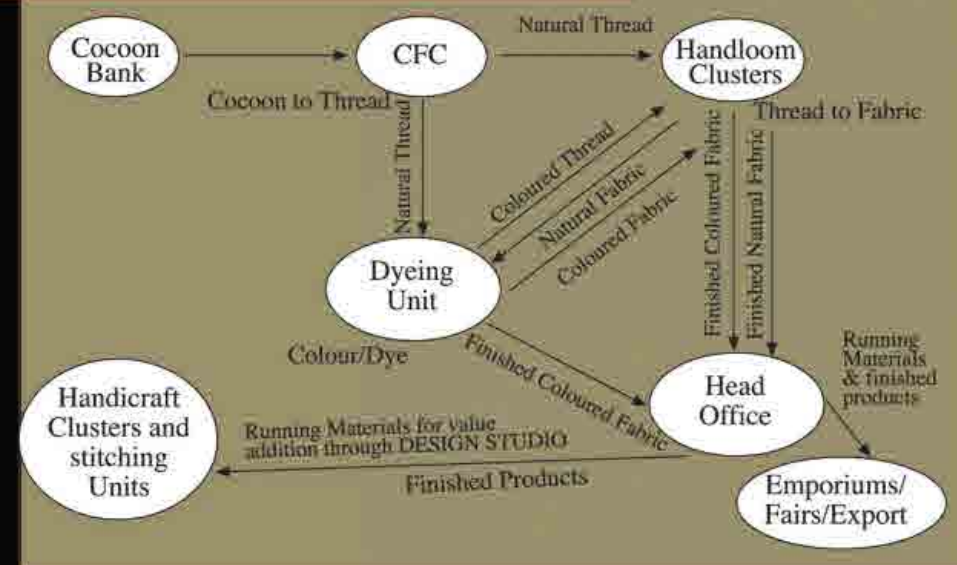 Cocoon
Bank
CFC
Natural Thread
Handloom
Clusters
Cocoon to Thread
Thread to Fabric
Natural Thread
Coloured Thread
Natural Fabric
Coloured Fabric
Finished Coloured Fabric
Finished Natural Fabric
Dyeing
Unit
Colour/Dye
Finished Coloured Fabric
Head
Office
Running
Materials
& finished
products
Handicraft
Clusters and
stitching
Units
Running Materials for value
addition through DESIGN STUDIO
Finished Products
Emporiums/
Fairs/Export